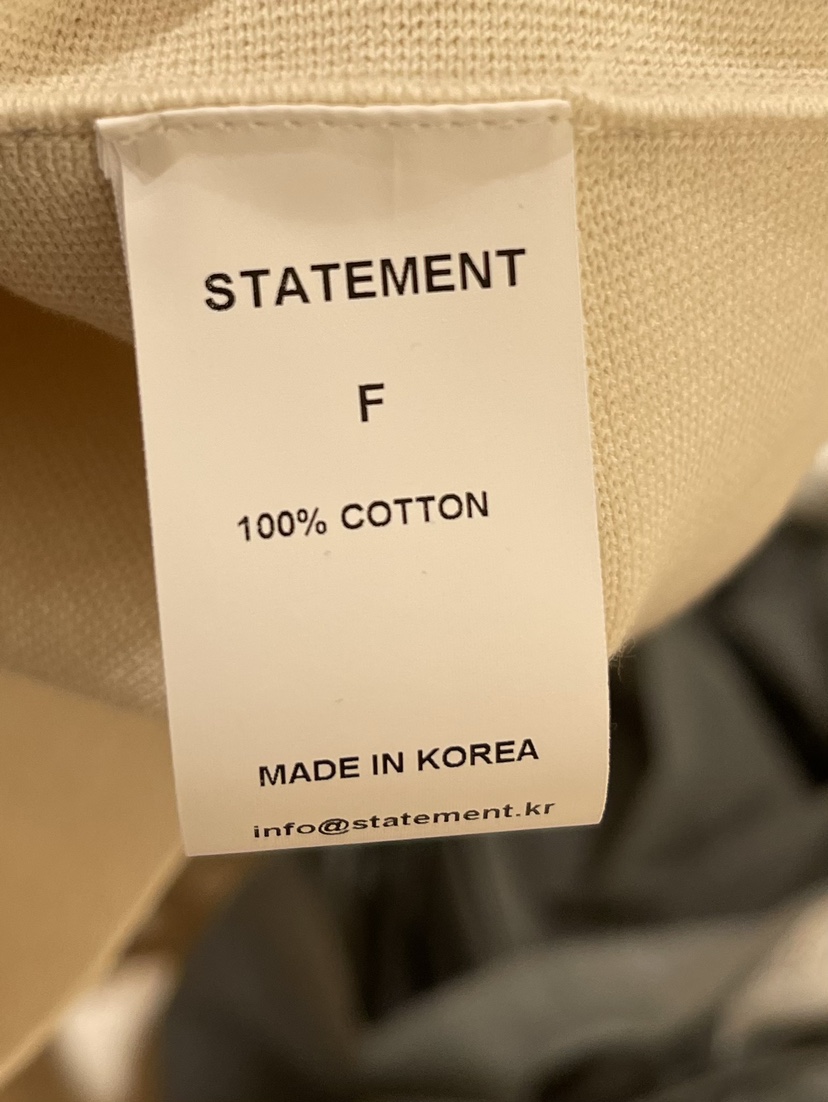 STATEMENT
F
100% COTTON
MADE IN KOREA
info@statement.kr